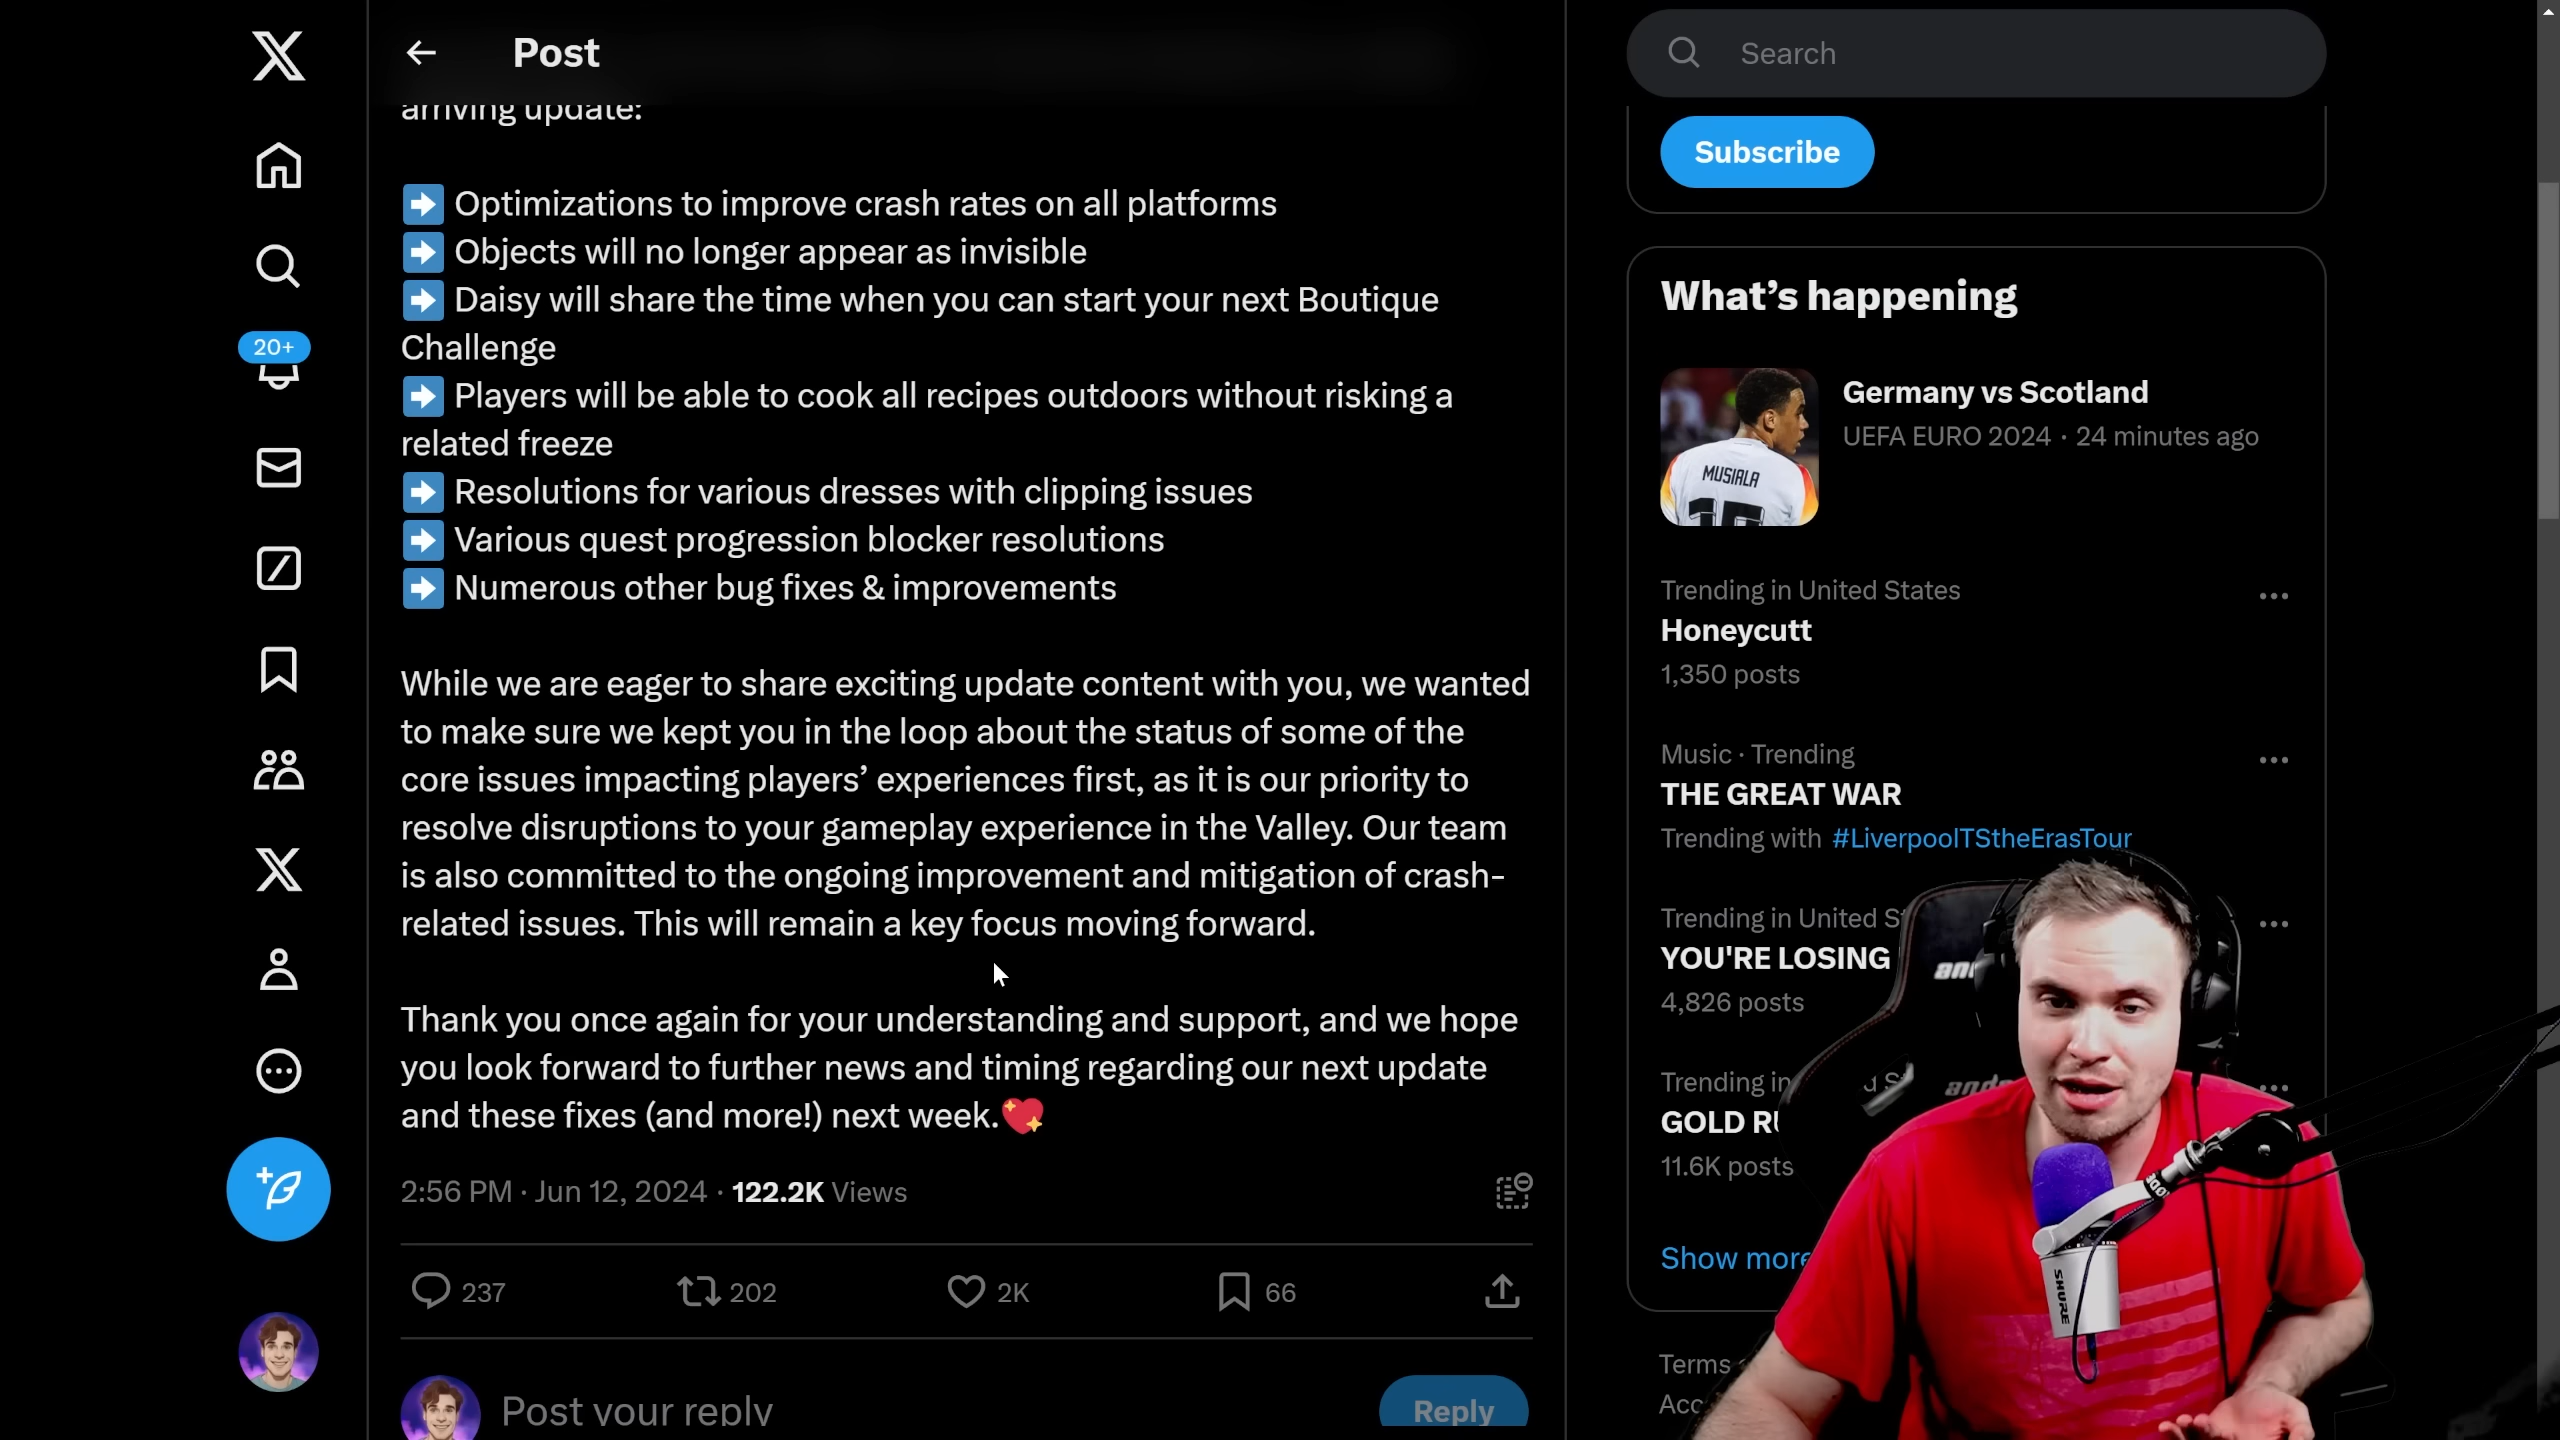 Post
Search
arriving update:
Subscribe
Optimizations to improve crash rates on all platforms
Objects will no longer appear as invisible
Daisy will share the time when you can start your next Boutique
Challenge
Players will be able to cook all recipes outdoors without risking a
related freeze
Resolutions for various dresses with clipping issues
Various quest progression blocker resolutions
Numerous other bug fixes & improvements
While we are eager to share exciting update content with you, we wanted
to make sure we kept you in the loop about the status of some of the
core issues impacting players’ experiences first, as it is our priority to
resolve disruptions to your gameplay experience in the Valley. Our team
is also committed to the ongoing improvement and mitigation of crash-
related issues. This will remain a key focus moving forward.
Thank you once again for your understanding and support, and we hope
you look forward to further news and timing regarding our next update
and these fixes (and more!) next week.
2:56 PM · Jun 12, 2024 · 122.2K Views
237
202
2K
66
Post your reply
Reply
20+
What’s happening
Germany vs Scotland
UEFA EURO 2024 · 24 minutes ago
MUSIALA
Trending in United States
Honeycutt
1,350 posts
Music · Trending
THE GREAT WAR
Trending with #LiverpoolTStheErasTour
Trending in United
YOU'RE LOSING
4,826 posts
Trending in
GOLD
11.6K posts
Show more
Terms
SHURE